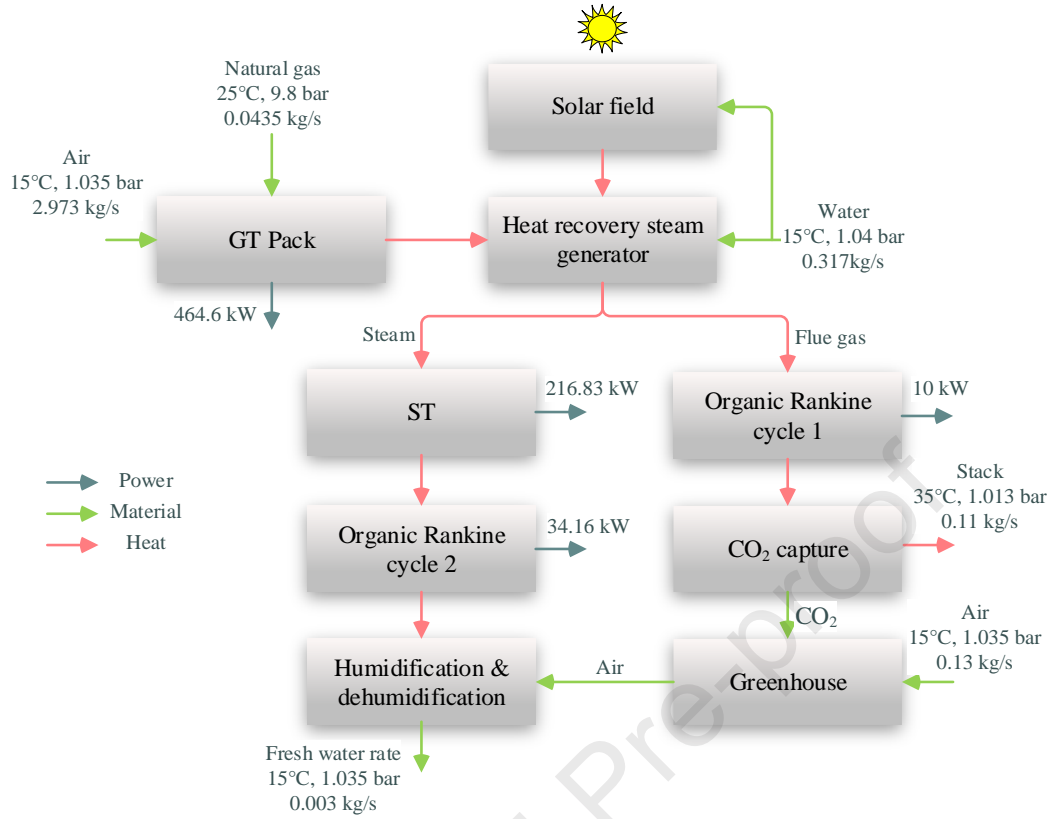 Natural gas
25°C, 9.8 bar
0.0435 kg/s
Solar field
Air
15°C, 1.035 bar
2.973 kg/s
GT Pack
Heat recovery steam
generator
Water
15°C, 1.04 bar
0.317kg/s
464.6 kW
Steam
Flue gas
ST
216.83 kW
Organic Rankine
cycle 1
10 kW
Power
Material
Heat
Organic Rankine
cycle 2
34.16 kW
CO₂ capture
Stack
35°C, 1.013 bar
0.11 kg/s
CO₂
Humidification &
dehumidification
Air
Greenhouse
Air
15°C, 1.035 bar
0.13 kg/s
Fresh water rate
15°C, 1.035 bar
0.003 kg/s
Pre-proof